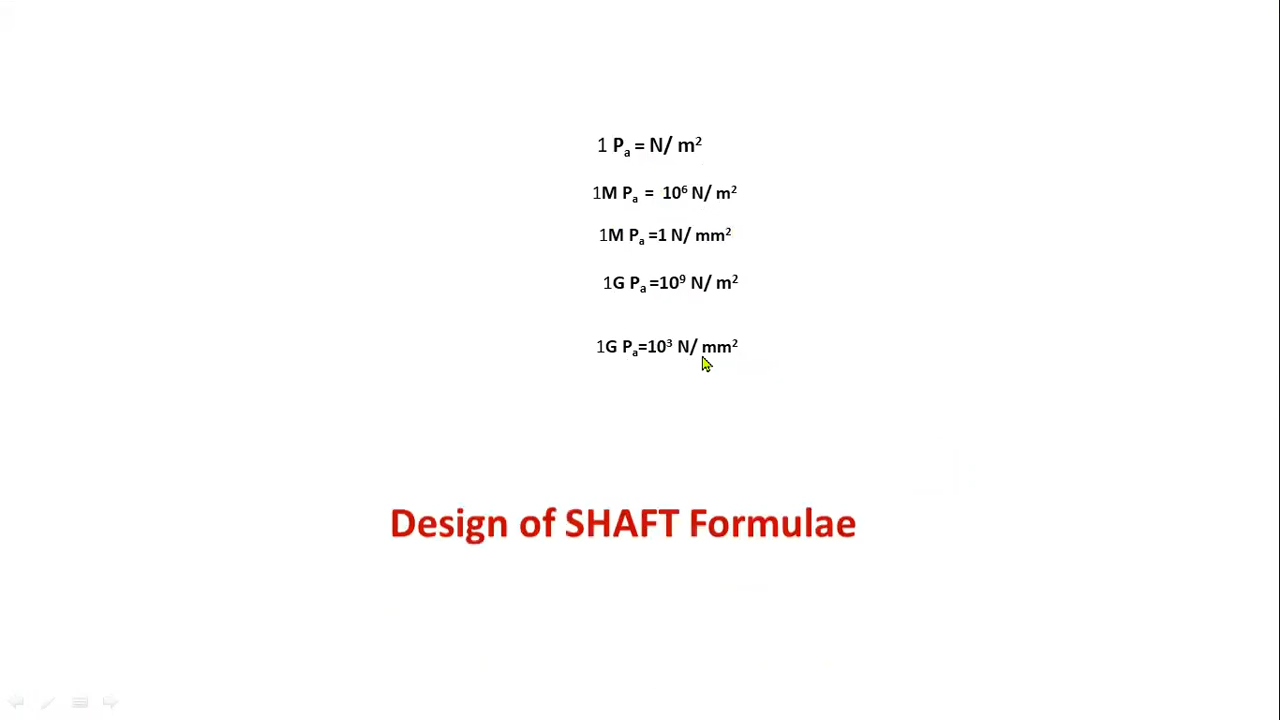 1 Pₐ = N/ m²
1M Pₐ = 10⁶ N/ m²
1M Pₐ =1 N/ mm²
1G Pₐ =10⁹ N/ m²
1G Pₐ=10³ N/ mm²
Design of SHAFT Formulae